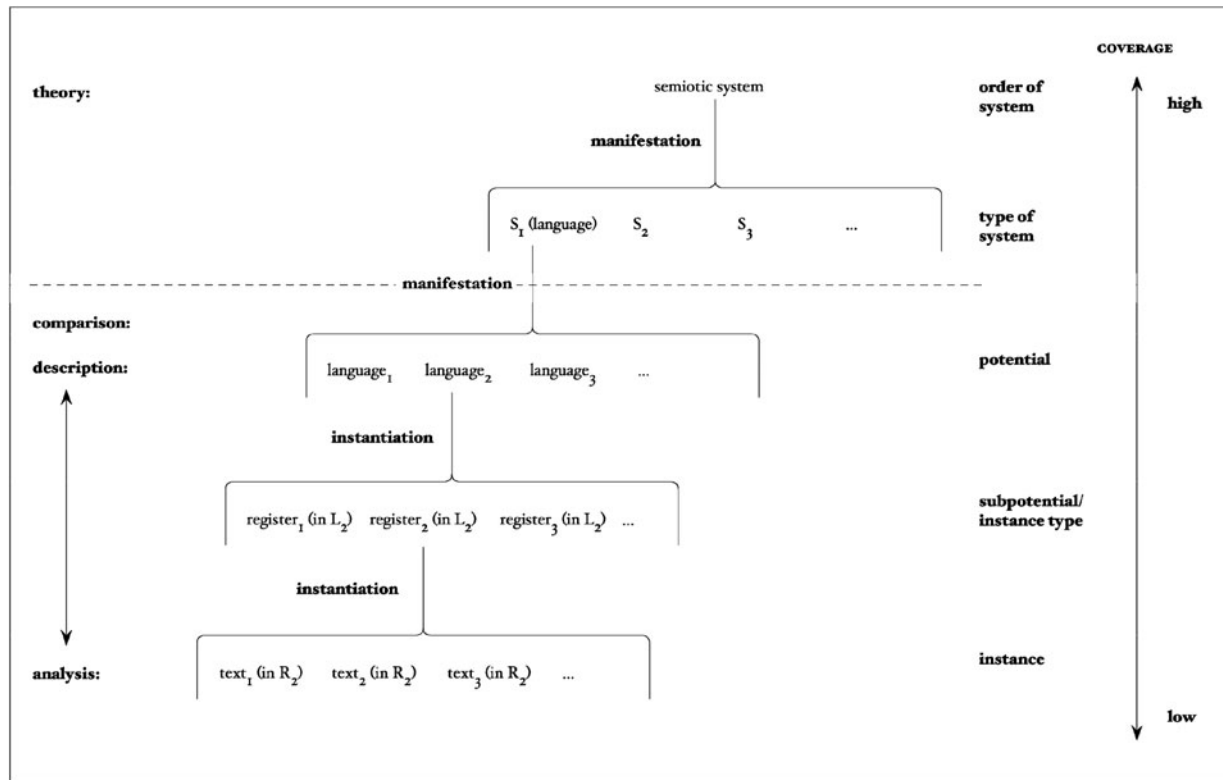 COVERAGE
theory:
semiotic system
order of
system
high
manifestation
S₁ (language) S₂ S₃ ...
type of
system
manifestation
comparison:
description:
language₁ language₂ language₃ ...
potential
instantiation
register₁ (in L₂) register₂ (in L₂) register₃ (in L₂) ...
subpotential/
instance type
instantiation
analysis:
text₁ (in R₂) text₂ (in R₂) text₃ (in R₂) ...
instance
low